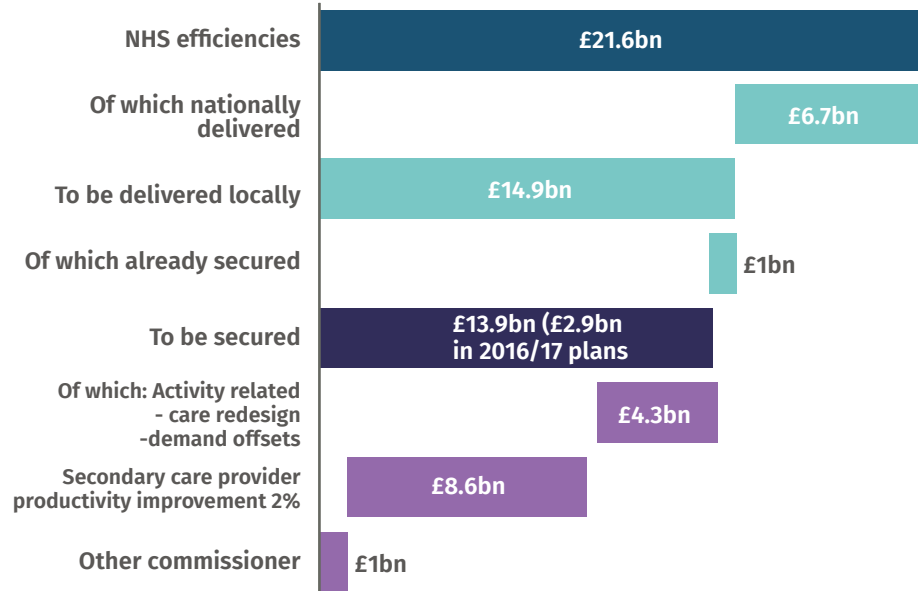 NHS efficiencies
£21.6bn
Of which nationally
delivered
£6.7bn
To be delivered locally
£14.9bn
Of which already secured
£1bn
To be secured
£13.9bn (£2.9bn
in 2016/17 plans
Of which: Activity related
- care redesign
-demand offsets
£4.3bn
Secondary care provider
productivity improvement 2%
£8.6bn
Other commissioner
£1bn